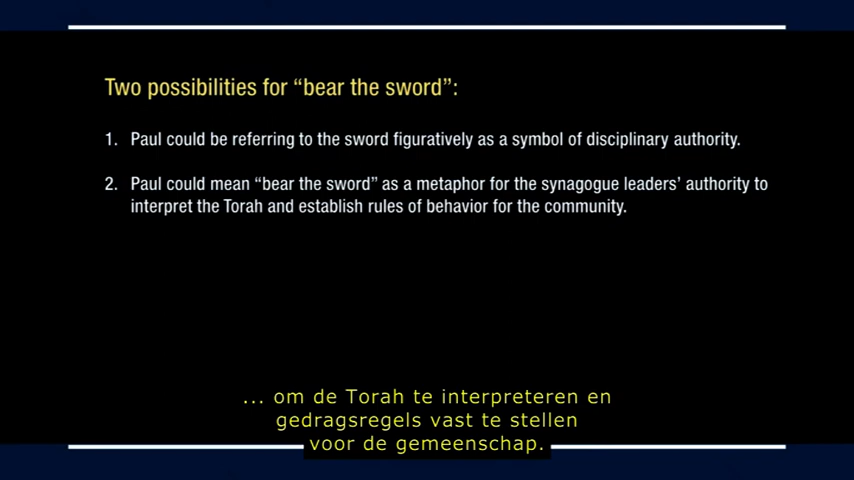 Two possibilities for “bear the sword”:
1. Paul could be referring to the sword figuratively as a symbol of disciplinary authority.
2. Paul could mean “bear the sword” as a metaphor for the synagogue leaders’ authority to
interpret the Torah and establish rules of behavior for the community.
... om de Torah te interpreteren en
gedragsregels vast te stellen
voor de gemeenschap.